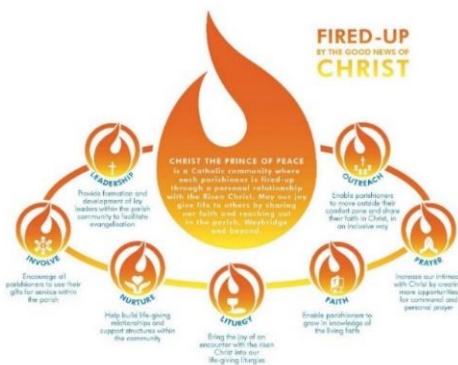 FIRED-UP
BY THE GOOD NEWS OF
CHRIST
CHRIST THE PRINCE OF PEACE
is a Catholic community where
each parishioner is fired-up
through a personal relationship
with the Risen Christ. May our joy
give life to others by sharing
our faith and reaching out
in the parish, Weybridge
and beyond.
LEADERSHIP
Provide formation and
development of lay
leaders within the parish
community to facilitate
evangelisation
OUTREACH
Enable parishioners
to move outside their
comfort zone and share
their faith in Christ, in
an inclusive way
INVOLVE
Encourage all
parishioners to use their
gifts for service within
the parish
NURTURE
Help build life-giving
relationships and
support structures within
the community
LITURGY
Bring the joy of an
encounter with the risen
Christ into our
life-giving liturgies
FAITH
Enable parishioners to
grow in knowledge of
the living faith
PRAYER
Increase our intimacy
with Christ by creating
more opportunities
for communal and
personal prayer